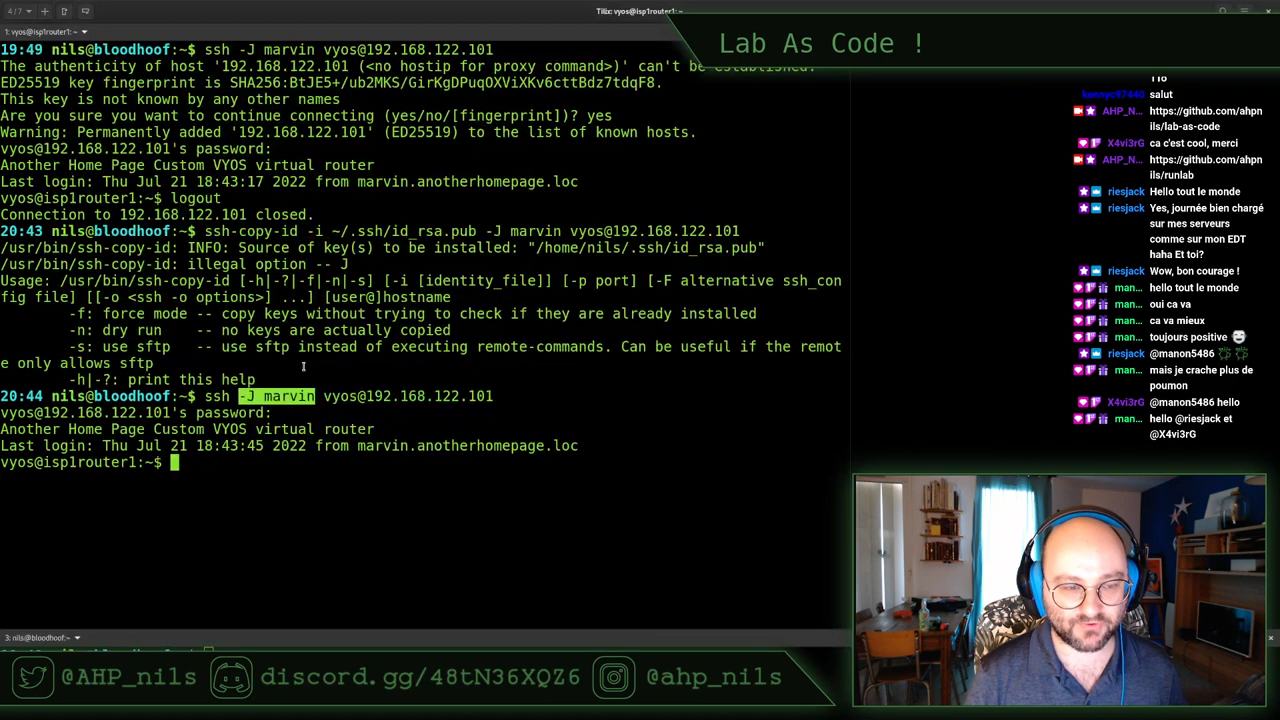 4 / 7
Tilix: vyos@isp1router1:~
1: vyos@isp1router1:~
19:49 nils@bloodhoof:~$ ssh -J marvin vyos@192.168.122.101
The authenticity of host '192.168.122.101 (<no hostip for proxy command>)' can't be established.
ED25519 key fingerprint is SHA256:BtJE5+/ub2MKS/GirKgDPuqOXViXKv6cttBdz7tdqF8.
This key is not known by any other names
Are you sure you want to continue connecting (yes/no/[fingerprint])? yes
Warning: Permanently added '192.168.122.101' (ED25519) to the list of known hosts.
vyos@192.168.122.101's password:
Another Home Page Custom VYOS virtual router
Last login: Thu Jul 21 18:43:17 2022 from marvin.anotherhomepage.loc
vyos@isp1router1:~$ logout
Connection to 192.168.122.101 closed.
20:43 nils@bloodhoof:~$ ssh-copy-id -i ~/.ssh/id_rsa.pub -J marvin vyos@192.168.122.101
/usr/bin/ssh-copy-id: INFO: Source of key(s) to be installed: "/home/nils/.ssh/id_rsa.pub"
/usr/bin/ssh-copy-id: illegal option -- J
Usage: /usr/bin/ssh-copy-id [-h|-?|-f|-n|-s] [-i [identity_file]] [-p port] [-F alternative ssh_con
fig file] [[-o <ssh -o options>] ...] [user@]hostname
-f: force mode -- copy keys without trying to check if they are already installed
-n: dry run -- no keys are actually copied
-s: use sftp -- use sftp instead of executing remote-commands. Can be useful if the remot
e only allows sftp
-h|-?: print this help
20:44 nils@bloodhoof:~$ ssh -J marvin vyos@192.168.122.101
vyos@192.168.122.101's password:
Another Home Page Custom VYOS virtual router
Last login: Thu Jul 21 18:43:45 2022 from marvin.anotherhomepage.loc
vyos@isp1router1:~$
3: nils@bloodhoof:~
Lab As Code !
kennyc97440 salut
AHP_N... https://github.com/ahpn
ils/lab-as-code
X4vi3rG ca c'est cool, merci
AHP_N... https://github.com/ahpn
ils/runlab
riesjack Hello tout le monde
riesjack Yes, journée bien chargé
sur mes serveurs
comme sur mon EDT
haha Et toi?
riesjack Wow, bon courage !
man... hello tout le monde
man... oui ca va
man... ca va mieux
man... toujours positive
riesjack @manon5486
man... mais je crache plus de
poumon
X4vi3rG @manon5486 hello
man... hello @riesjack et
@X4vi3rG
@AHP_nils
discord.gg/48tN36XQZ6
@ahp_nils